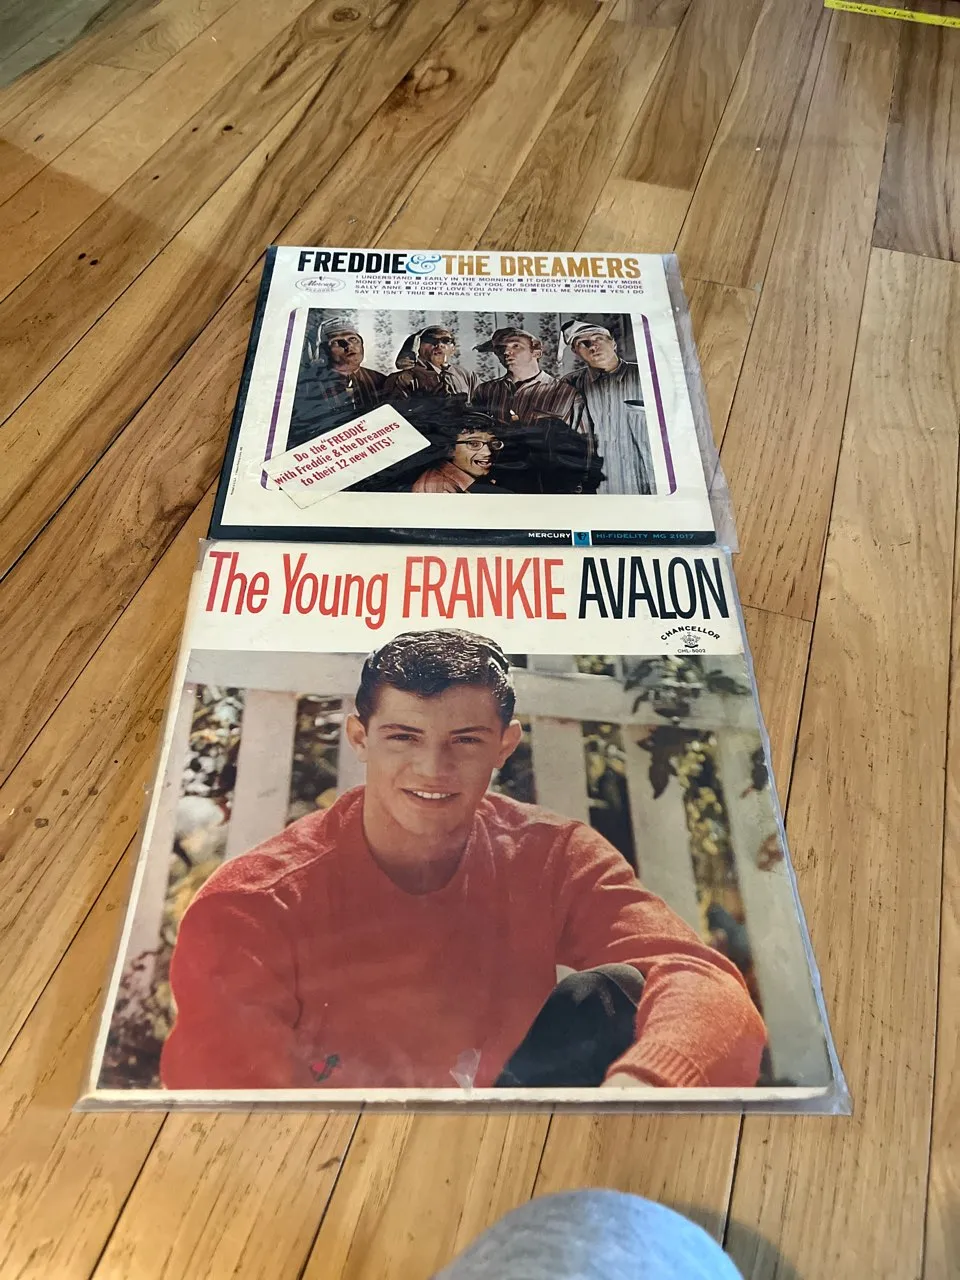 FREDDIE & THE DREAMERS
Mercury
RECORDS
I UNDERSTAND ■ EARLY IN THE MORNING ■ IT DOESN'T MATTER ANY MORE
MONEY ■ IF YOU GOTTA MAKE A FOOL OF SOMEBODY ■ JOHNNY B. GOODE
SALLY ANNE ■ I DON'T LOVE YOU ANY MORE ■ TELL ME WHEN ■ YES I DO
SAY IT ISN'T TRUE ■ KANSAS CITY
Do the "FREDDIE"
with Freddie & the Dreamers
to their 12 new HITS!
MERCURY HI-FIDELITY MG 21017
The Young FRANKIE AVALON
CHANCELLOR
CHL-5002